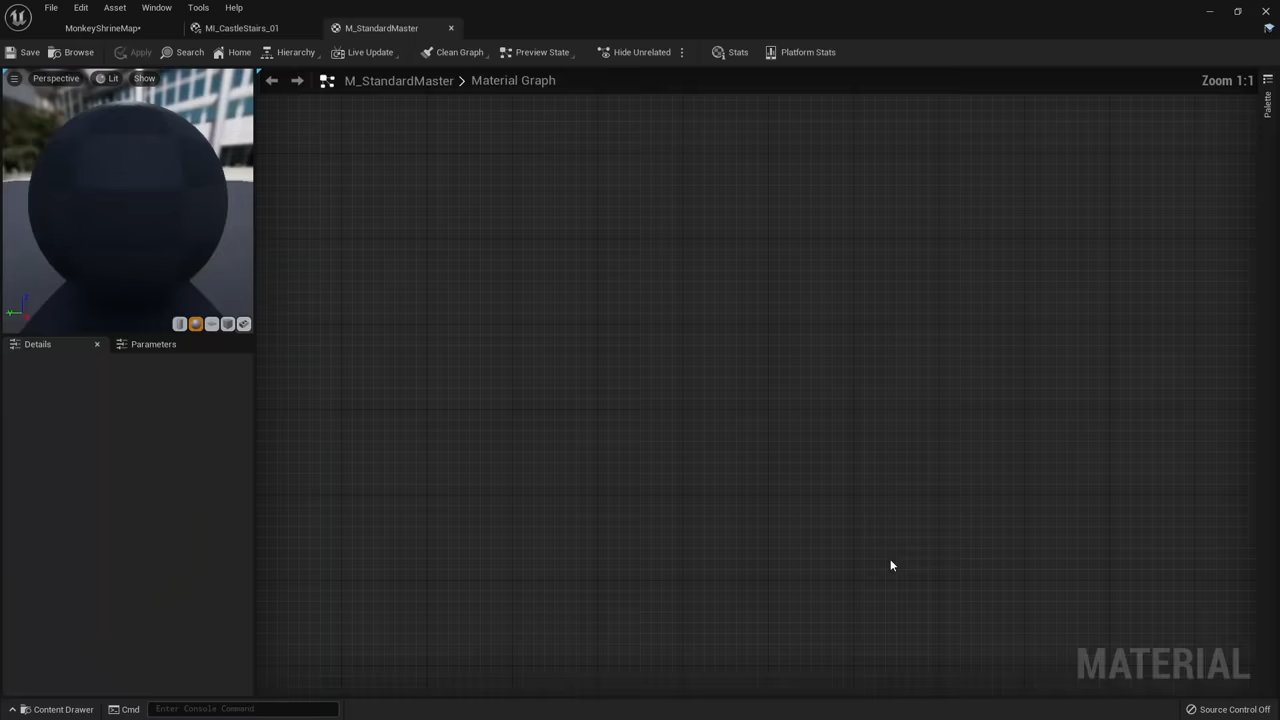 File Edit Asset Window Tools Help
MonkeyShrineMap• MI_CastleStairs_01 M_StandardMaster
Save Browse Apply Search Home Hierarchy Live Update Clean Graph Preview State Hide Unrelated Stats Platform Stats
Perspective Lit Show
M_StandardMaster > Material Graph Zoom 1:1
Palette
Details Parameters
MATERIAL
Content Drawer Cmd Enter Console Command Source Control Off